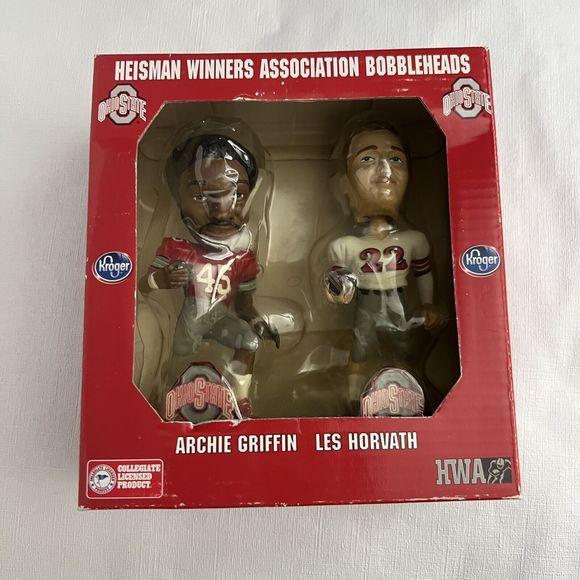 HEISMAN WINNERS ASSOCIATION BOBBLEHEADS
OHIO STATE OHIO STATE
45 22
Kroger Kroger
OHIO STATE OHIO STATE
ARCHIE GRIFFIN LES HORVATH
COLLEGIATE
LICENSED
PRODUCT
HWA